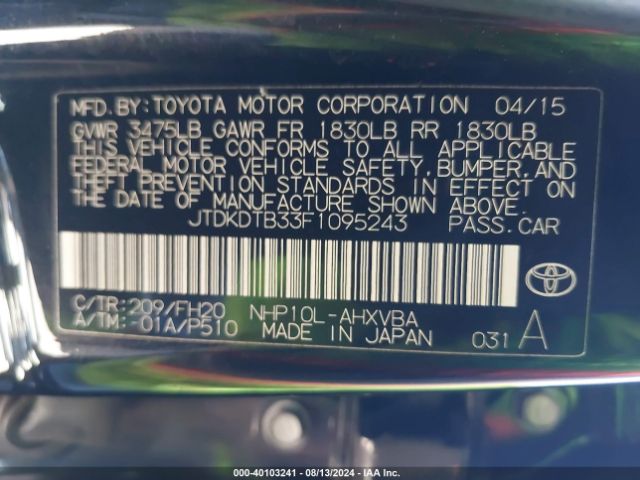 MFD.BY:TOYOTA MOTOR CORPORATION 04/15
GVWR 3475LB GAWR FR 1830LB RR 1830LB
THIS VEHICLE CONFORMS TO ALL APPLICABLE
FEDERAL MOTOR VEHICLE SAFETY,BUMPER,AND
THEFT PREVENTION STANDARDS IN EFFECT ON
THE DATE OF MANUFACTURE SHOWN ABOVE.
JTDKDTB33F1095243 PASS.CAR
C/TR:209/FH20 NHP10L-AHXVBA
A/TM:-01A/P510 MADE IN JAPAN 031A
TOYOTA
000-40103241 - 08/13/2024 - IAA Inc.